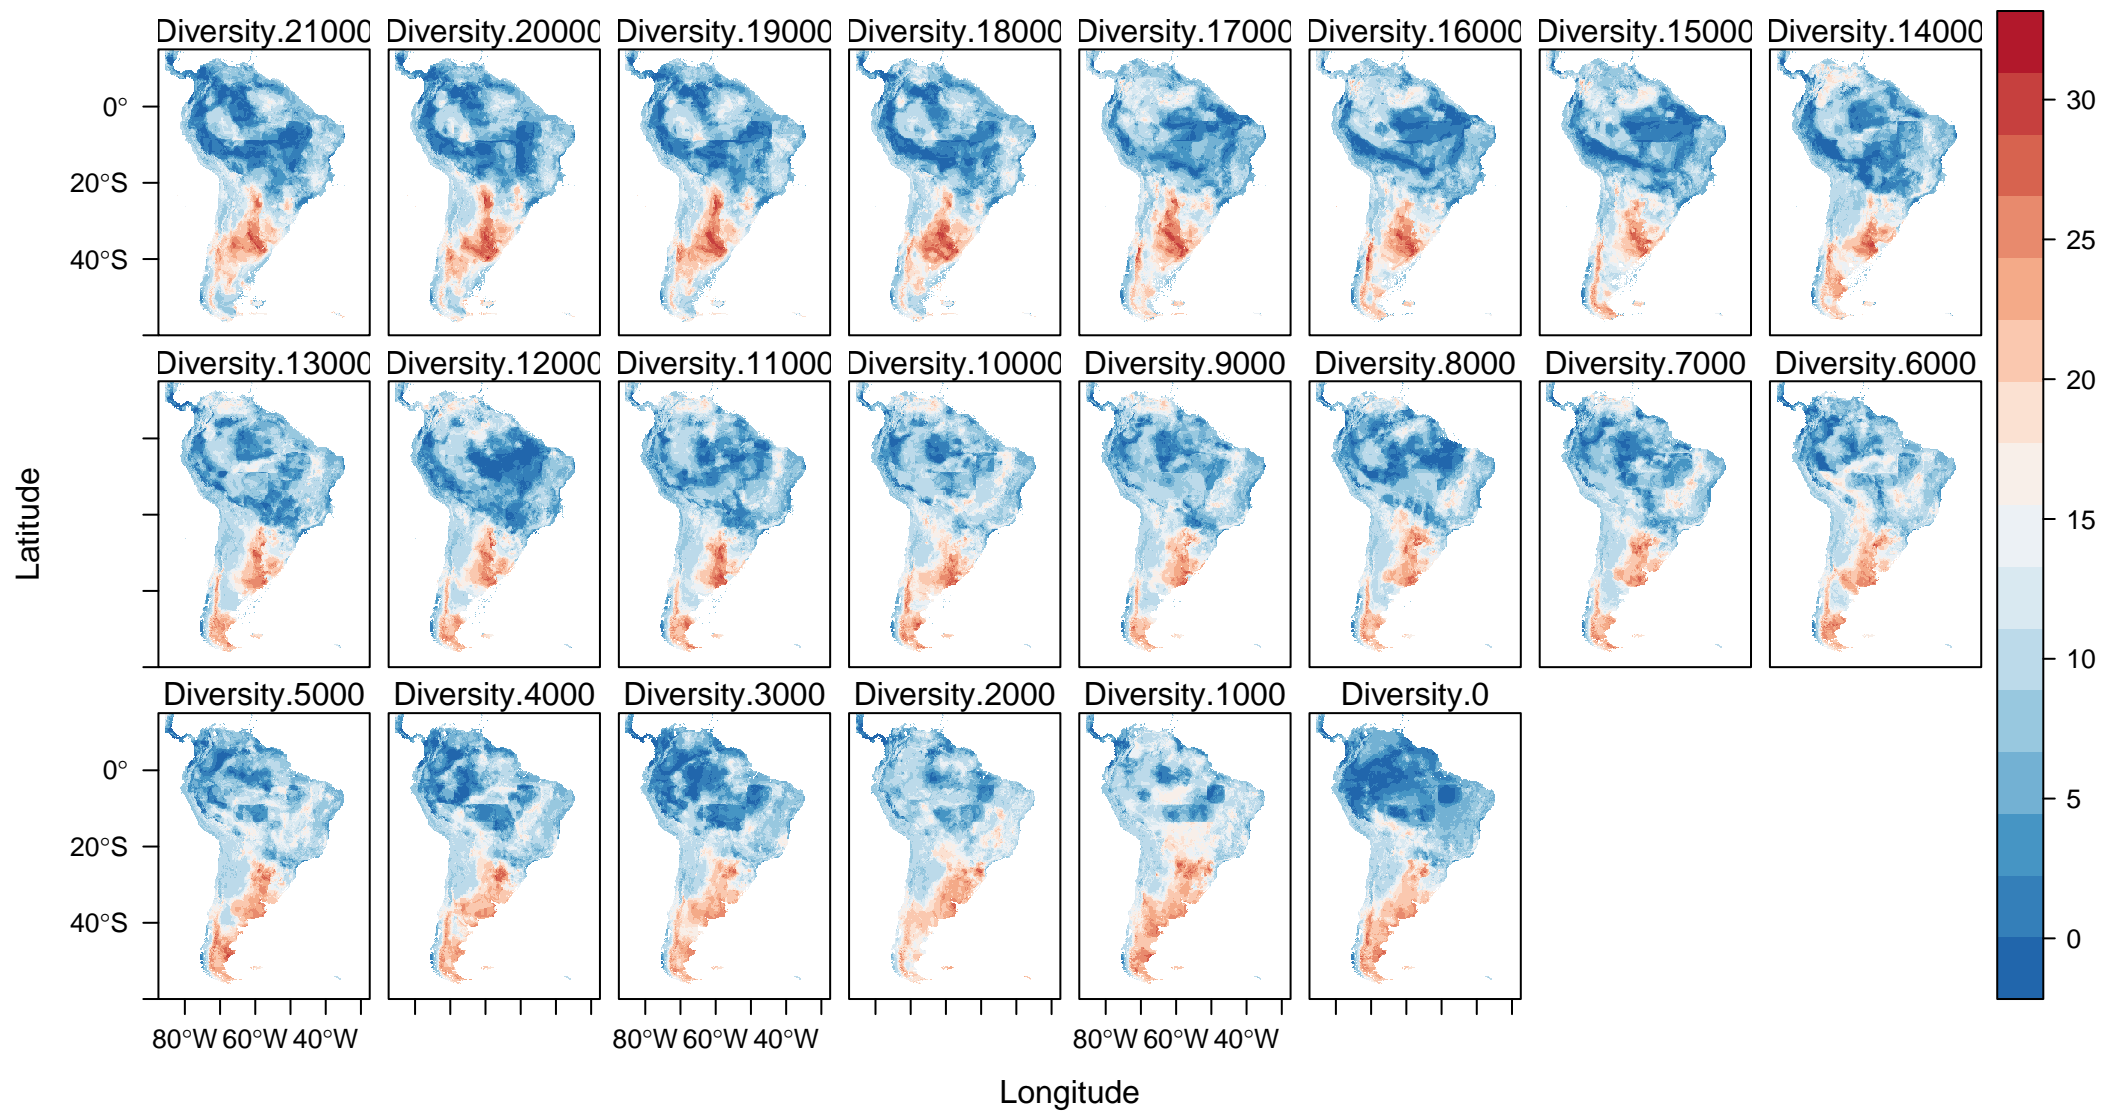 Diversity.21000 Diversity.20000 Diversity.19000 Diversity.18000 Diversity.17000 Diversity.16000 Diversity.15000 Diversity.14000
0°
20°S
40°S
Diversity.13000 Diversity.12000 Diversity.11000 Diversity.10000 Diversity.9000 Diversity.8000 Diversity.7000 Diversity.6000
Latitude
Diversity.5000 Diversity.4000 Diversity.3000 Diversity.2000 Diversity.1000 Diversity.0
0°
20°S
40°S
80°W 60°W 40°W 80°W 60°W 40°W 80°W 60°W 40°W
Longitude
30
25
20
15
10
5
0